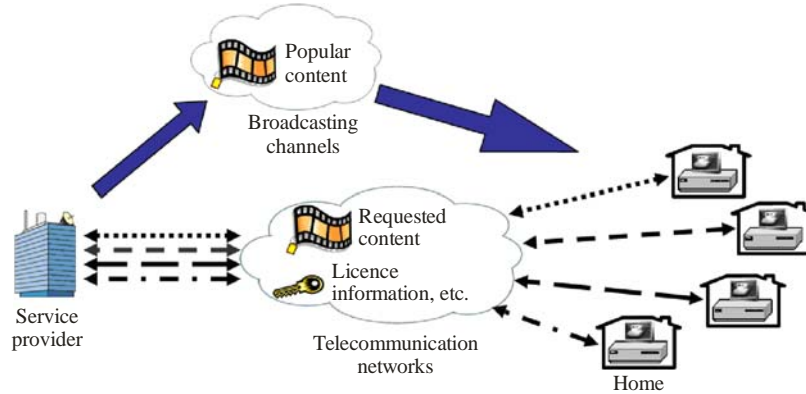 Popular
content
Broadcasting
channels
Requested
content
Licence
information, etc.
Service
provider
Telecommunication
networks
Home